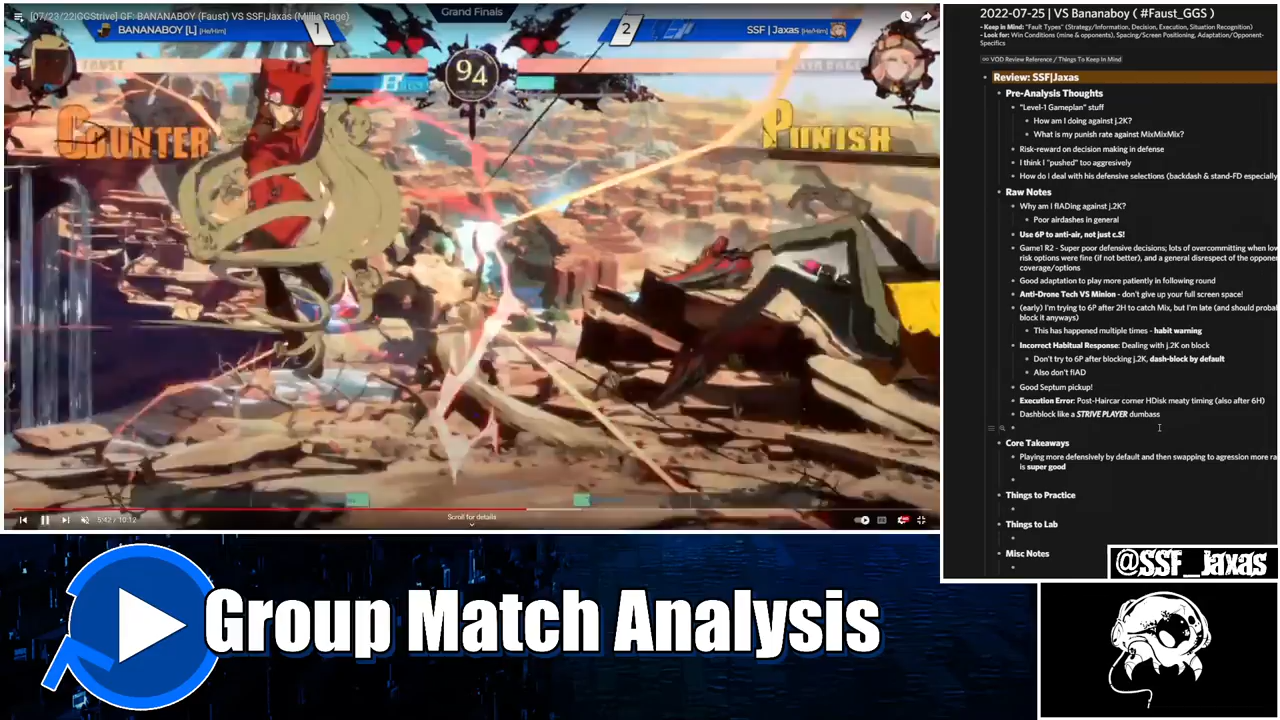 [07/23/22|GGStrive] GF: BANANABOY (Faust) VS SSF|Jaxas (Millia Rage)
Grand Finals
BANANABOY [L] [He/Him]
1
2
SSF | Jaxas [He/Him]
FAUST
94
COUNTER
PUNISH
5:42 / 10:12
Scroll for details
2022-07-25 | VS Bananaboy ( #Faust_GGS )
- Keep in Mind: "Fault Types" (Strategy/Information, Decision, Execution, Situation Recognition)
- Look for: Win Conditions (mine & opponents), Spacing/Screen Positioning, Adaptation/Opponent-
Specifics
VOD Review Reference / Things To Keep In Mind
Review: SSF|Jaxas
Pre-Analysis Thoughts
"Level-1 Gameplan" stuff
How am I doing against j.2K?
What is my punish rate against MixMixMix?
Risk-reward on decision making in defense
I think I "pushed" too aggresively
How do I deal with his defensive selections (backdash & stand-FD especially
Raw Notes
Why am I flADing against j.2K?
Poor airdashes in general
Use 6P to anti-air, not just c.S!
Game1 R2 - Super poor defensive decisions; lots of overcommitting when low
risk options were fine (if not better), and a general disrespect of the opponen
coverage/options
Good adaptation to play more patiently in following round
Anti-Drone Tech VS Minion - don't give up your full screen space!
(early) I'm trying to 6P after 2H to catch Mix, but I'm late (and should probal
block it anyways)
This has happened multiple times - habit warning
Incorrect Habitual Response: Dealing with j.2K on block
Don't try to 6P after blocking j.2K, dash-block by default
Also don't flAD
Good Septum pickup!
Execution Error: Post-Haircar corner HDisk meaty timing (also after 6H)
Dashblock like a STRIVE PLAYER dumbass
Core Takeaways
Playing more defensively by default and then swapping to agression more ra
is super good
Things to Practice
Things to Lab
Misc Notes
@SSF_Jaxas
Group Match Analysis